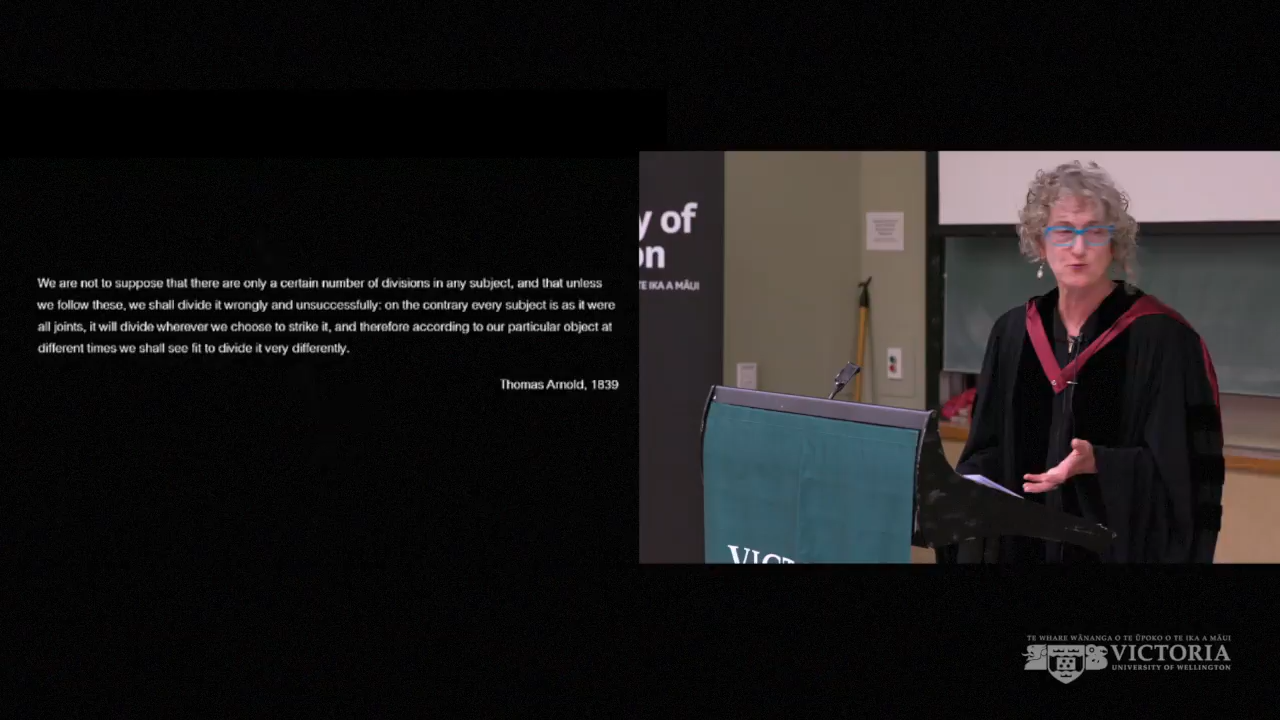 We are not to suppose that there are only a certain number of divisions in any subject, and that unless
we follow these, we shall divide it wrongly and unsuccessfully: on the contrary every subject is as it were
all joints, it will divide wherever we choose to strike it, and therefore according to our particular object at
different times we shall see fit to divide it very differently.
Thomas Arnold, 1839
y of
on
TE IKA A MĀUI
VICT
TE WHARE WĀNANGA O TE ŪPOKO O TE IKA A MĀUI
VICTORIA
UNIVERSITY OF WELLINGTON